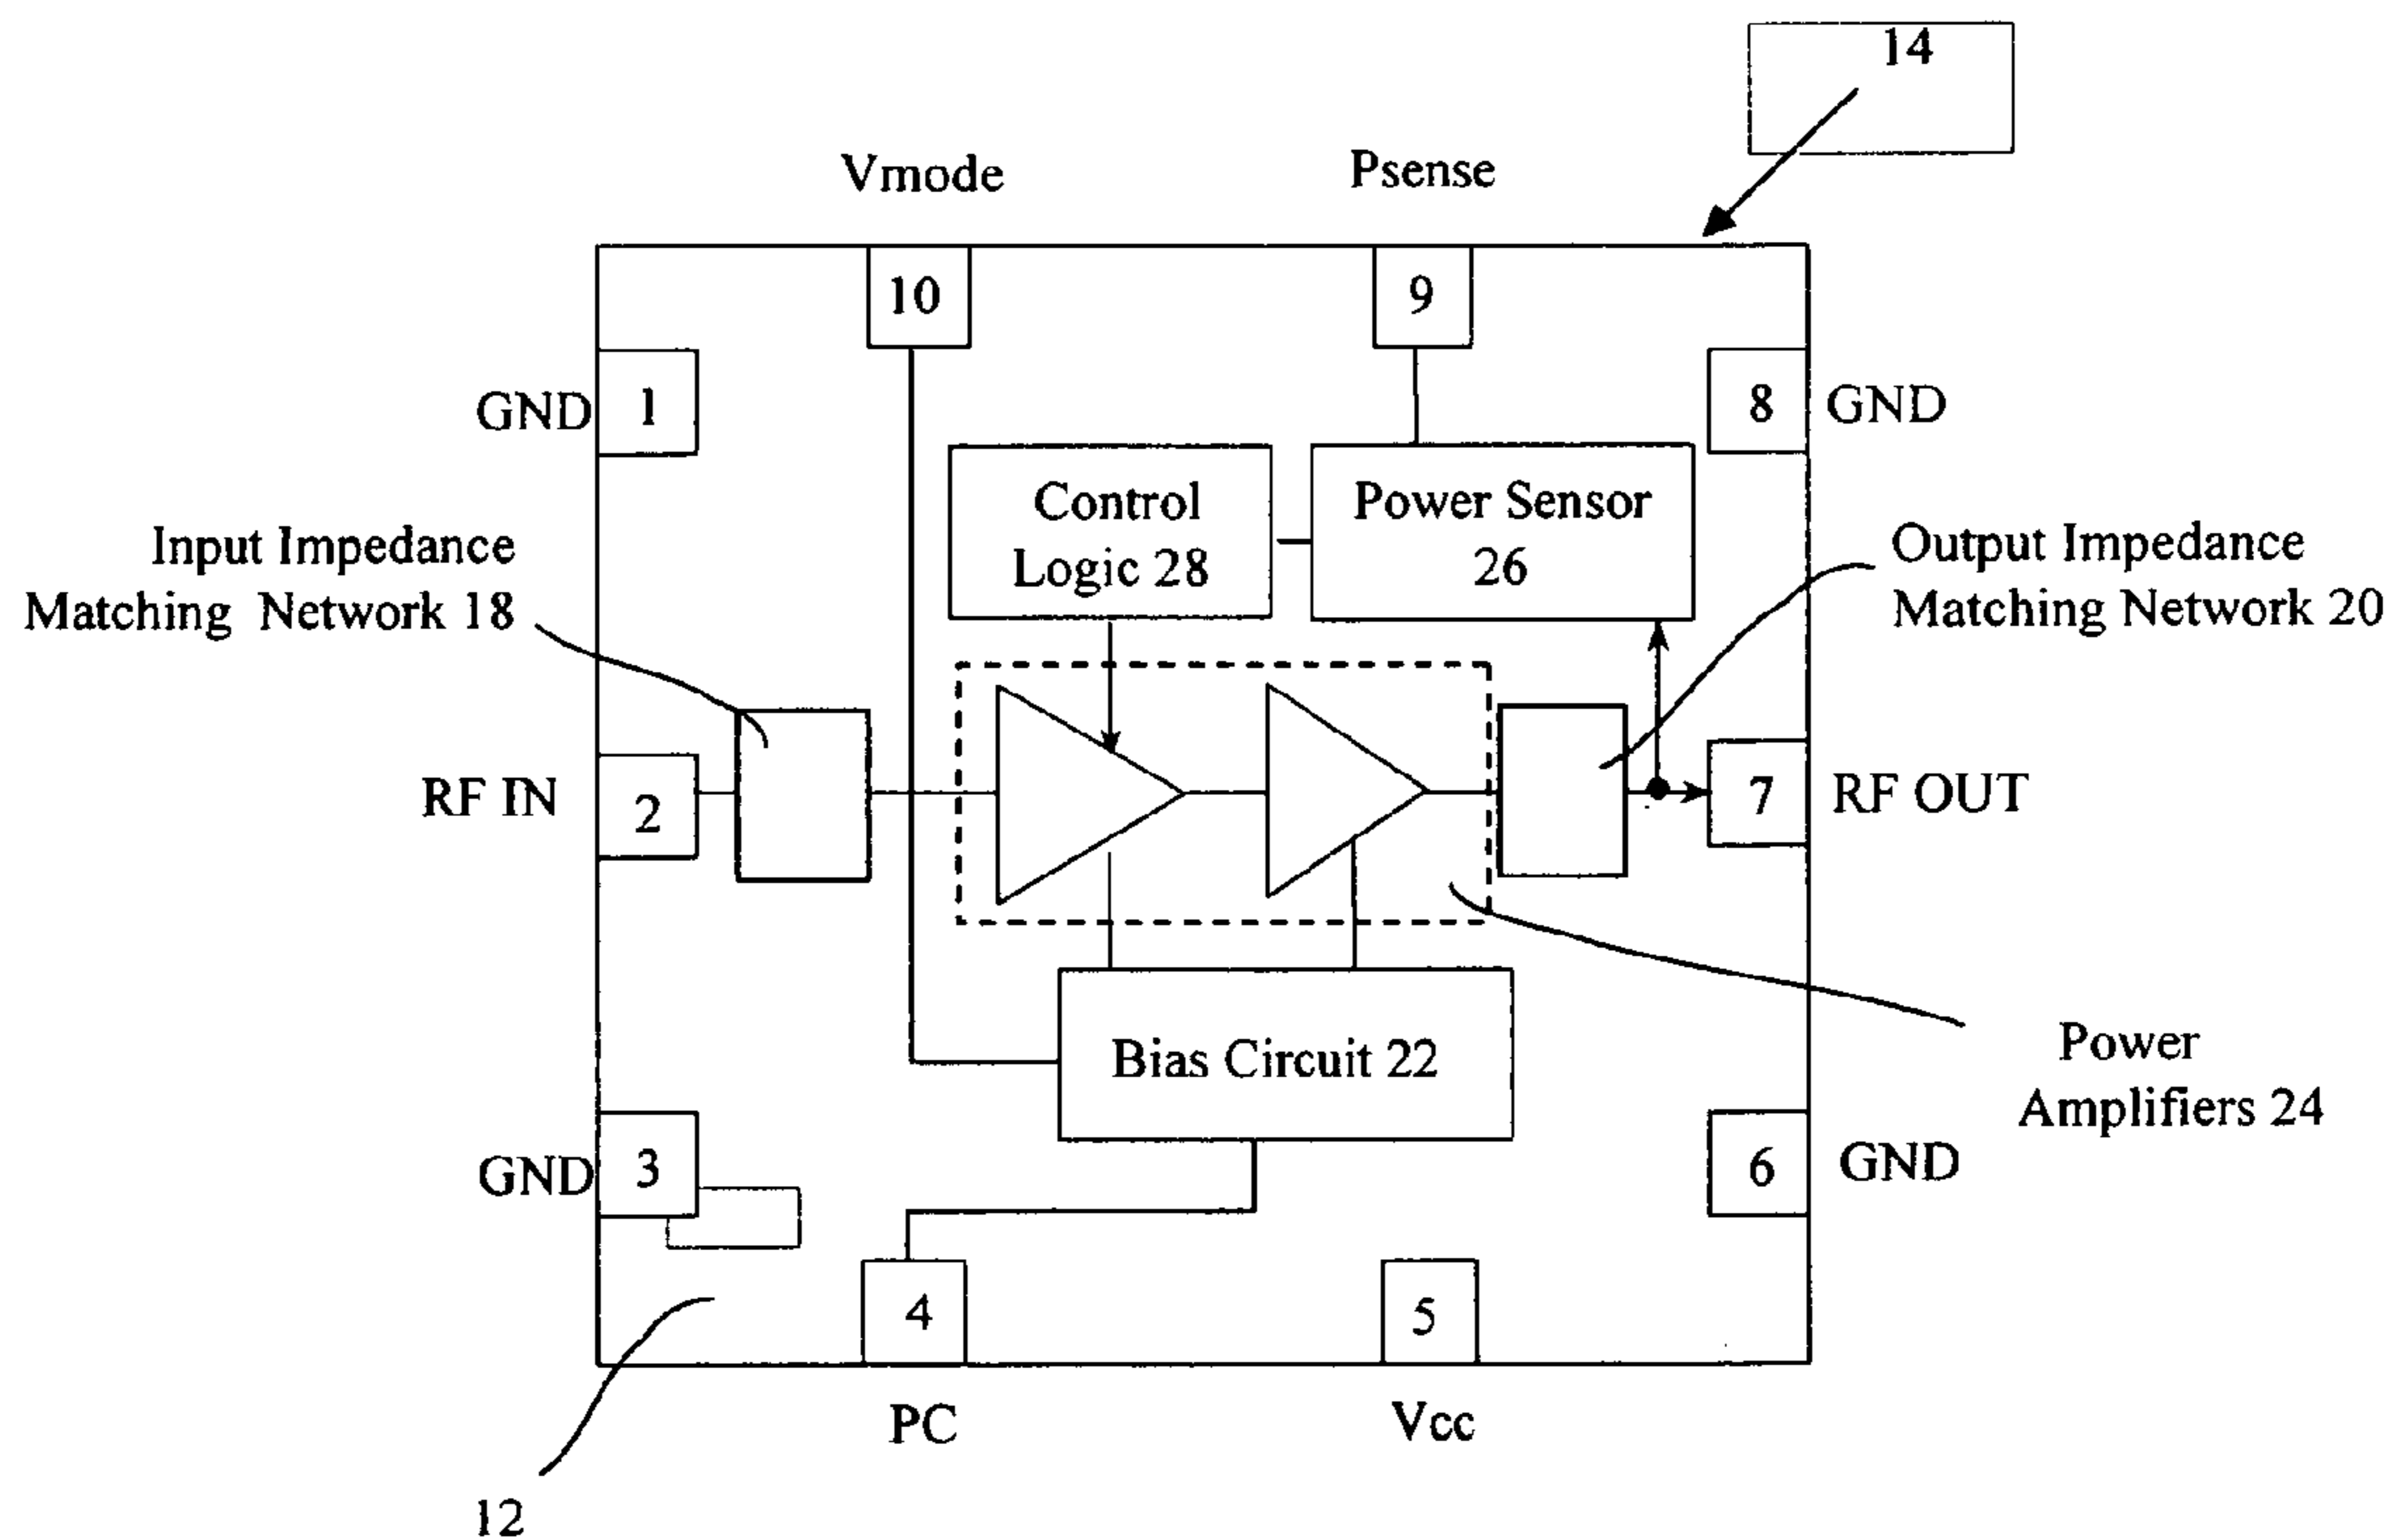 14
Vmode
Psense
10
9
GND
1
8
GND
Control
Logic 28
Power Sensor
26
Input Impedance
Matching Network 18
Output Impedance
Matching Network 20
RF IN
2
7
RF OUT
Bias Circuit 22
Power
Amplifiers 24
GND
3
6
GND
4
5
PC
Vcc
12